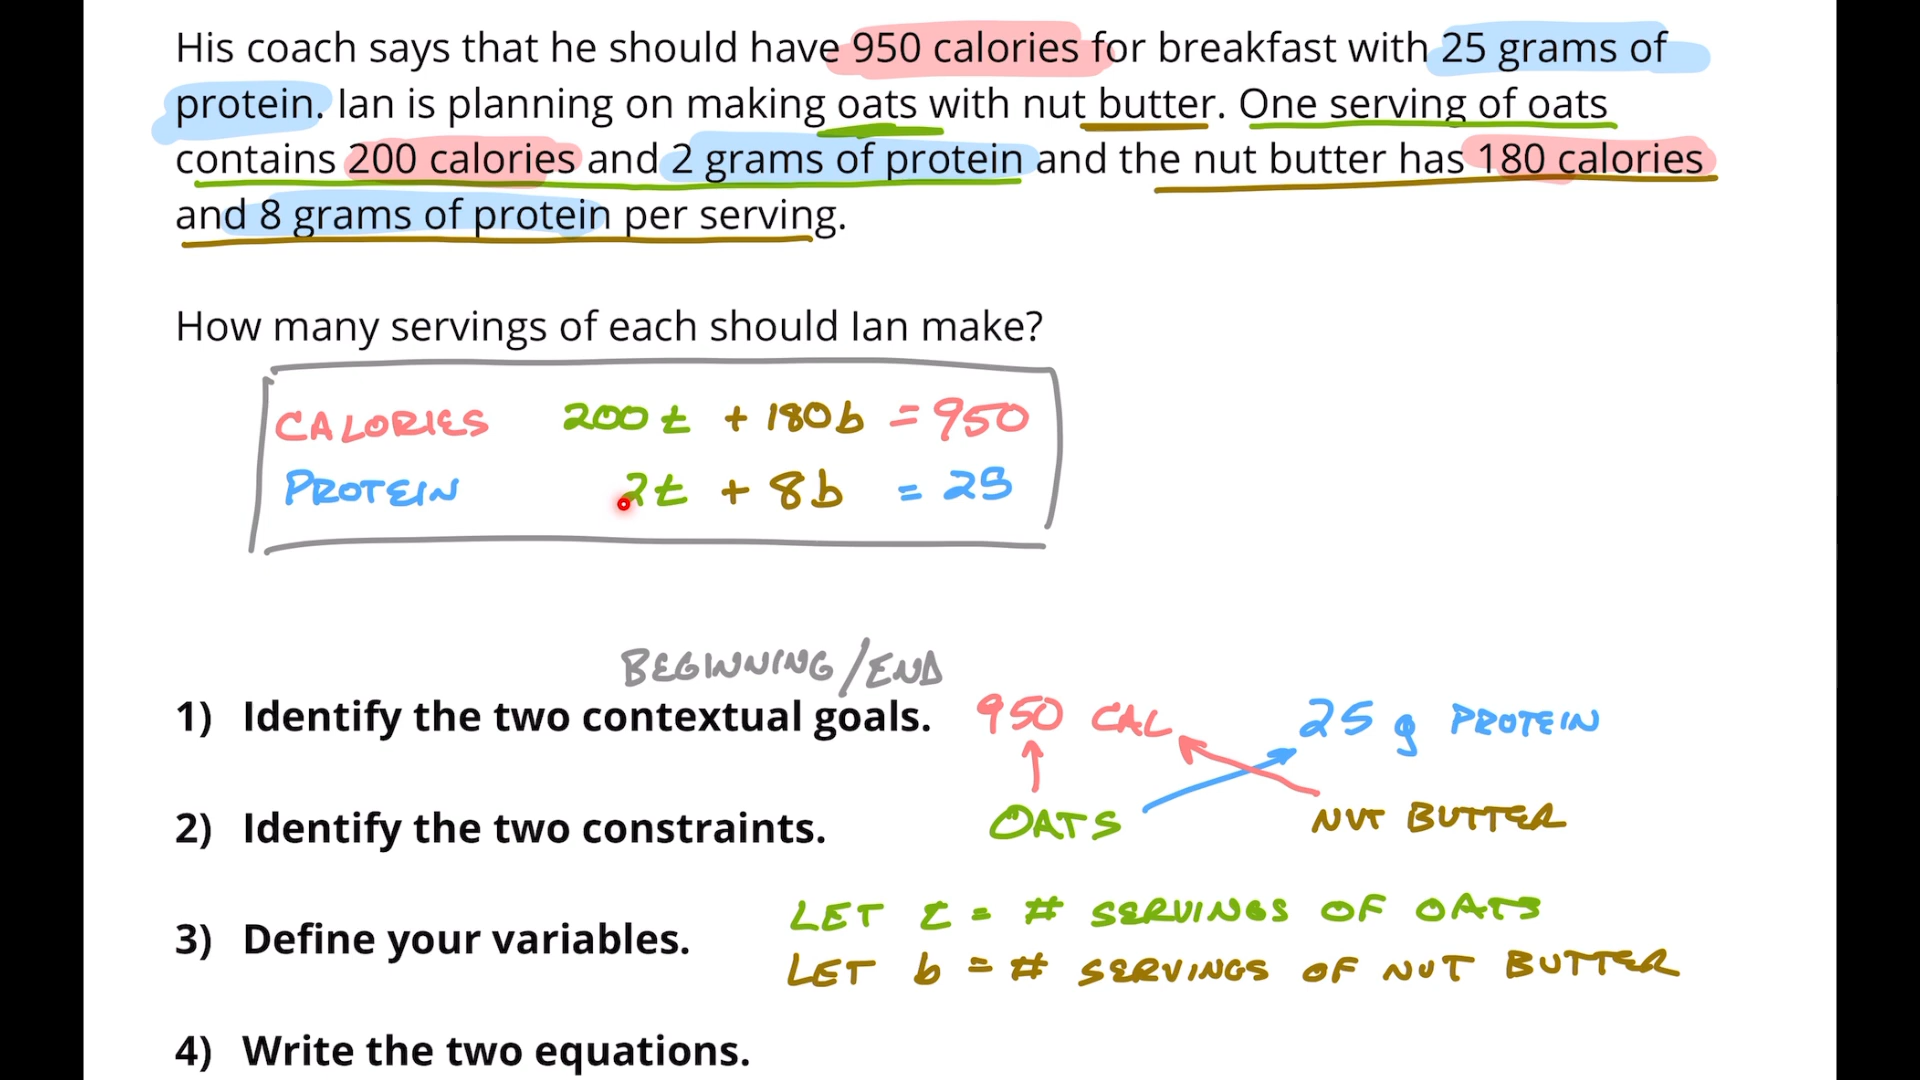 His coach says that he should have 950 calories for breakfast with 25 grams of
protein. Ian is planning on making oats with nut butter. One serving of oats
contains 200 calories and 2 grams of protein and the nut butter has 180 calories
and 8 grams of protein per serving.
How many servings of each should Ian make?
CALORIES 200t + 180b = 950
PROTEIN 2t + 8b = 25
BEGINNING/END
1) Identify the two contextual goals. 950 CAL 25 g PROTEIN
2) Identify the two constraints. OATS NUT BUTTER
LET t = # SERVINGS OF OATS
3) Define your variables.
LET b = # SERVINGS OF NUT BUTTER
4) Write the two equations.